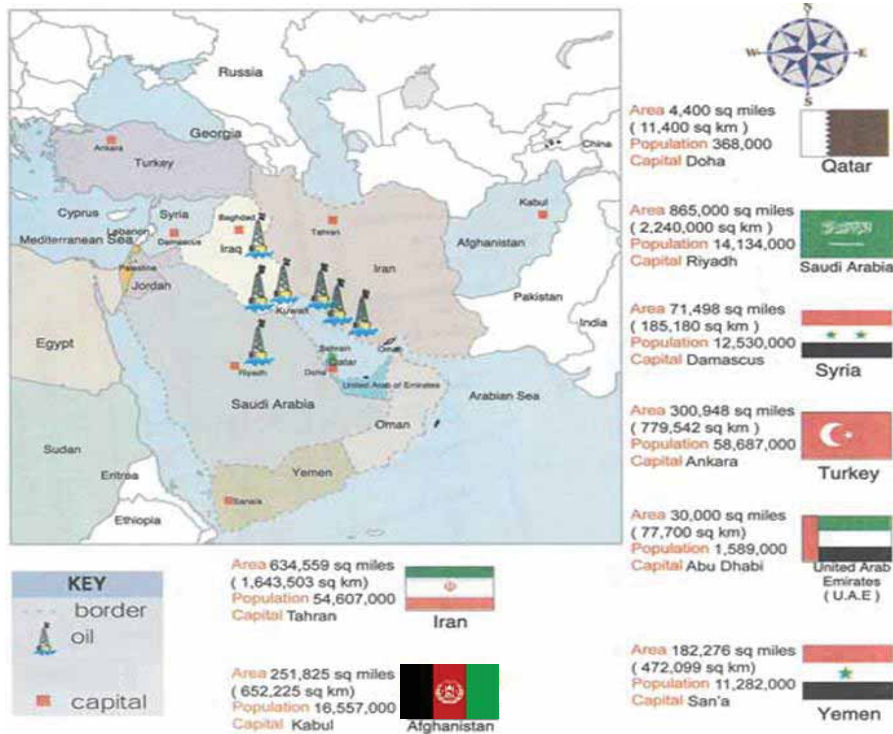 Russia
Georgia
Ankara
Turkey
China
Cyprus
Syria
Baghdad
Kabul
Lebanon
Mediterranean Sea
Damascus
Iraq
Tahran
Afghanistan
Iran
Palestine
Jordah
Pakistan
Kuwait
India
Egypt
Bahrain
Oman
Riyadh
Doha
Qatar
United Arab of Emirates
Arabian Sea
Saudi Arabia
Oman
Sudan
Eritrea
Yemen
Ethiopia
N
W E
S
Area 4,400 sq miles
( 11,400 sq km )
Population 368,000
Capital Doha
Qatar
Area 865,000 sq miles
( 2,240,000 sq km )
Population 14,134,000
Capital Riyadh
Saudi Arabia
Area 71,498 sq miles
( 185,180 sq km )
Population 12,530,000
Capital Damascus
Syria
Area 300,948 sq miles
( 779,542 sq km )
Population 58,687,000
Capital Ankara
Turkey
Area 30,000 sq miles
( 77,700 sq km )
Population 1,589,000
Capital Abu Dhabi
United Arab
Emirates
( U.A.E )
KEY
border
oil
capital
Area 634,559 sq miles
( 1,643,503 sq km )
Population 54,607,000
Capital Tahran
Iran
Area 251,825 sq miles
( 652,225 sq km )
Population 16,557,000
Capital Kabul
Afghanistan
Area 182,276 sq miles
( 472,099 sq km )
Population 11,282,000
Capital San'a
Yemen